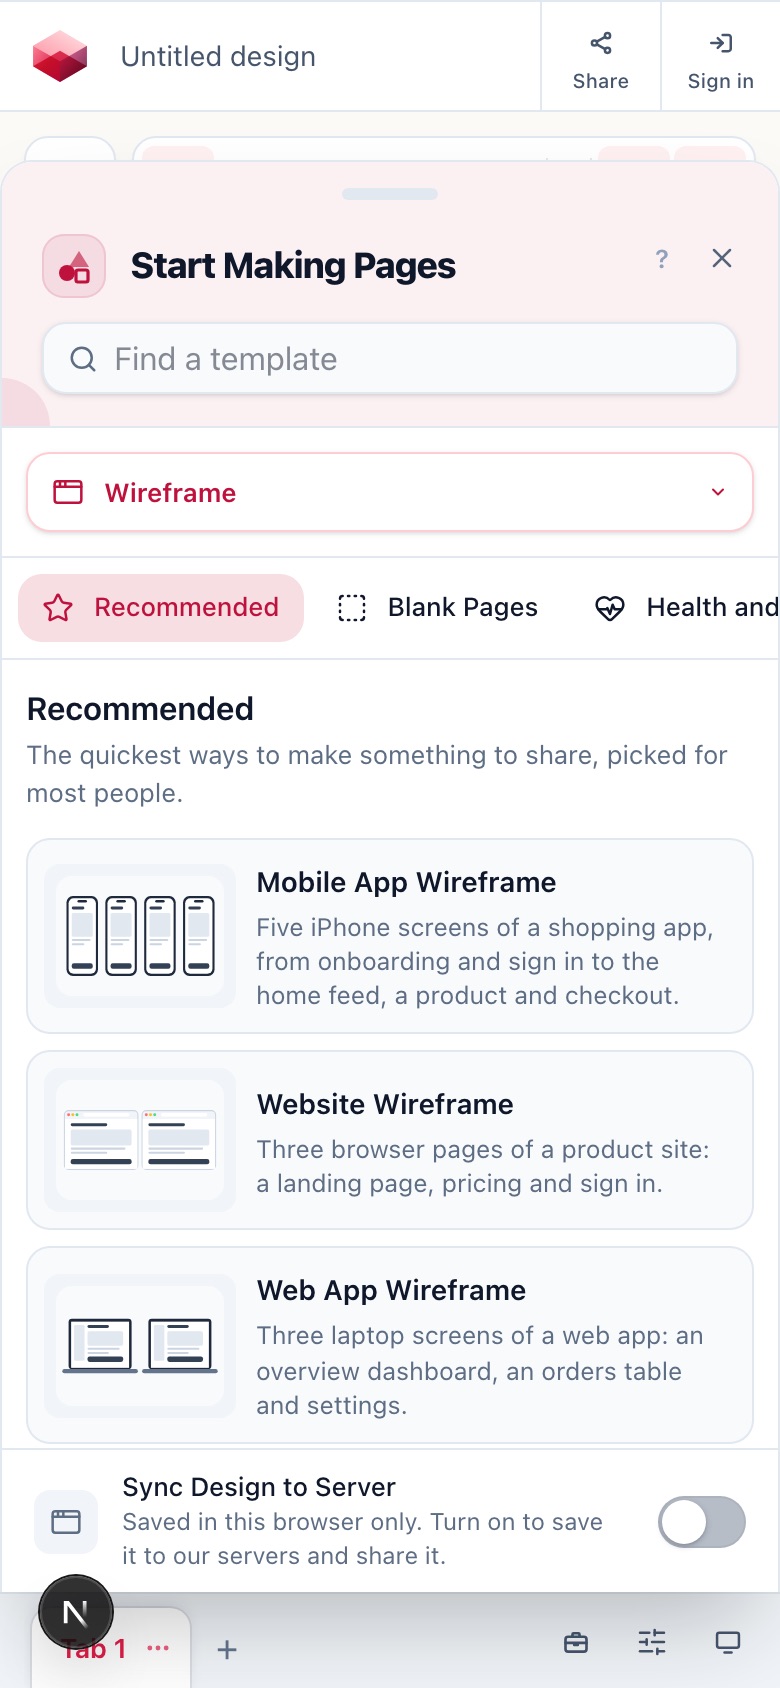 Untitled design
Share
Sign in
Start Making Pages
?
Find a template
Wireframe
Recommended
Blank Pages
Health and
Recommended
The quickest ways to make something to share, picked for
most people.
Mobile App Wireframe
Five iPhone screens of a shopping app,
from onboarding and sign in to the
home feed, a product and checkout.
Website Wireframe
Three browser pages of a product site:
a landing page, pricing and sign in.
Web App Wireframe
Three laptop screens of a web app: an
overview dashboard, an orders table
and settings.
Sync Design to Server
Saved in this browser only. Turn on to save
it to our servers and share it.
N
Tab 1